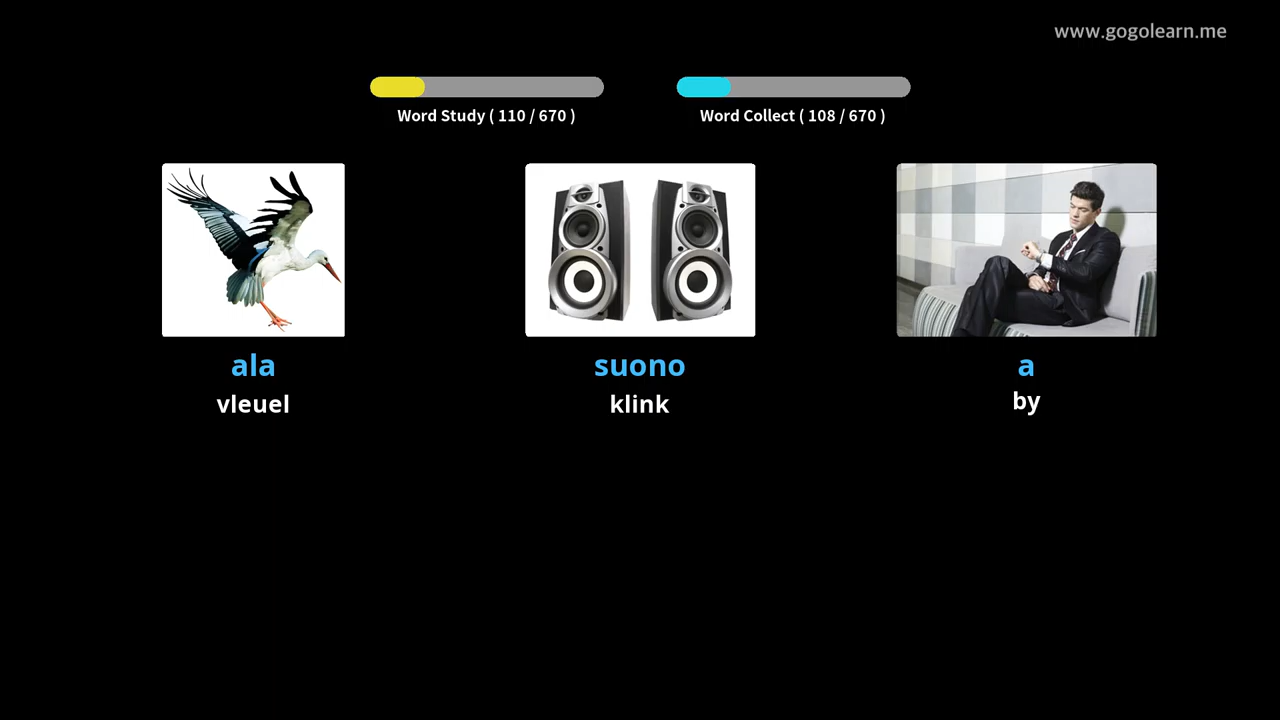 www.gogolearn.me
Word Study ( 110 / 670 )
Word Collect ( 108 / 670 )
ala
vleuel
suono
klink
a
by